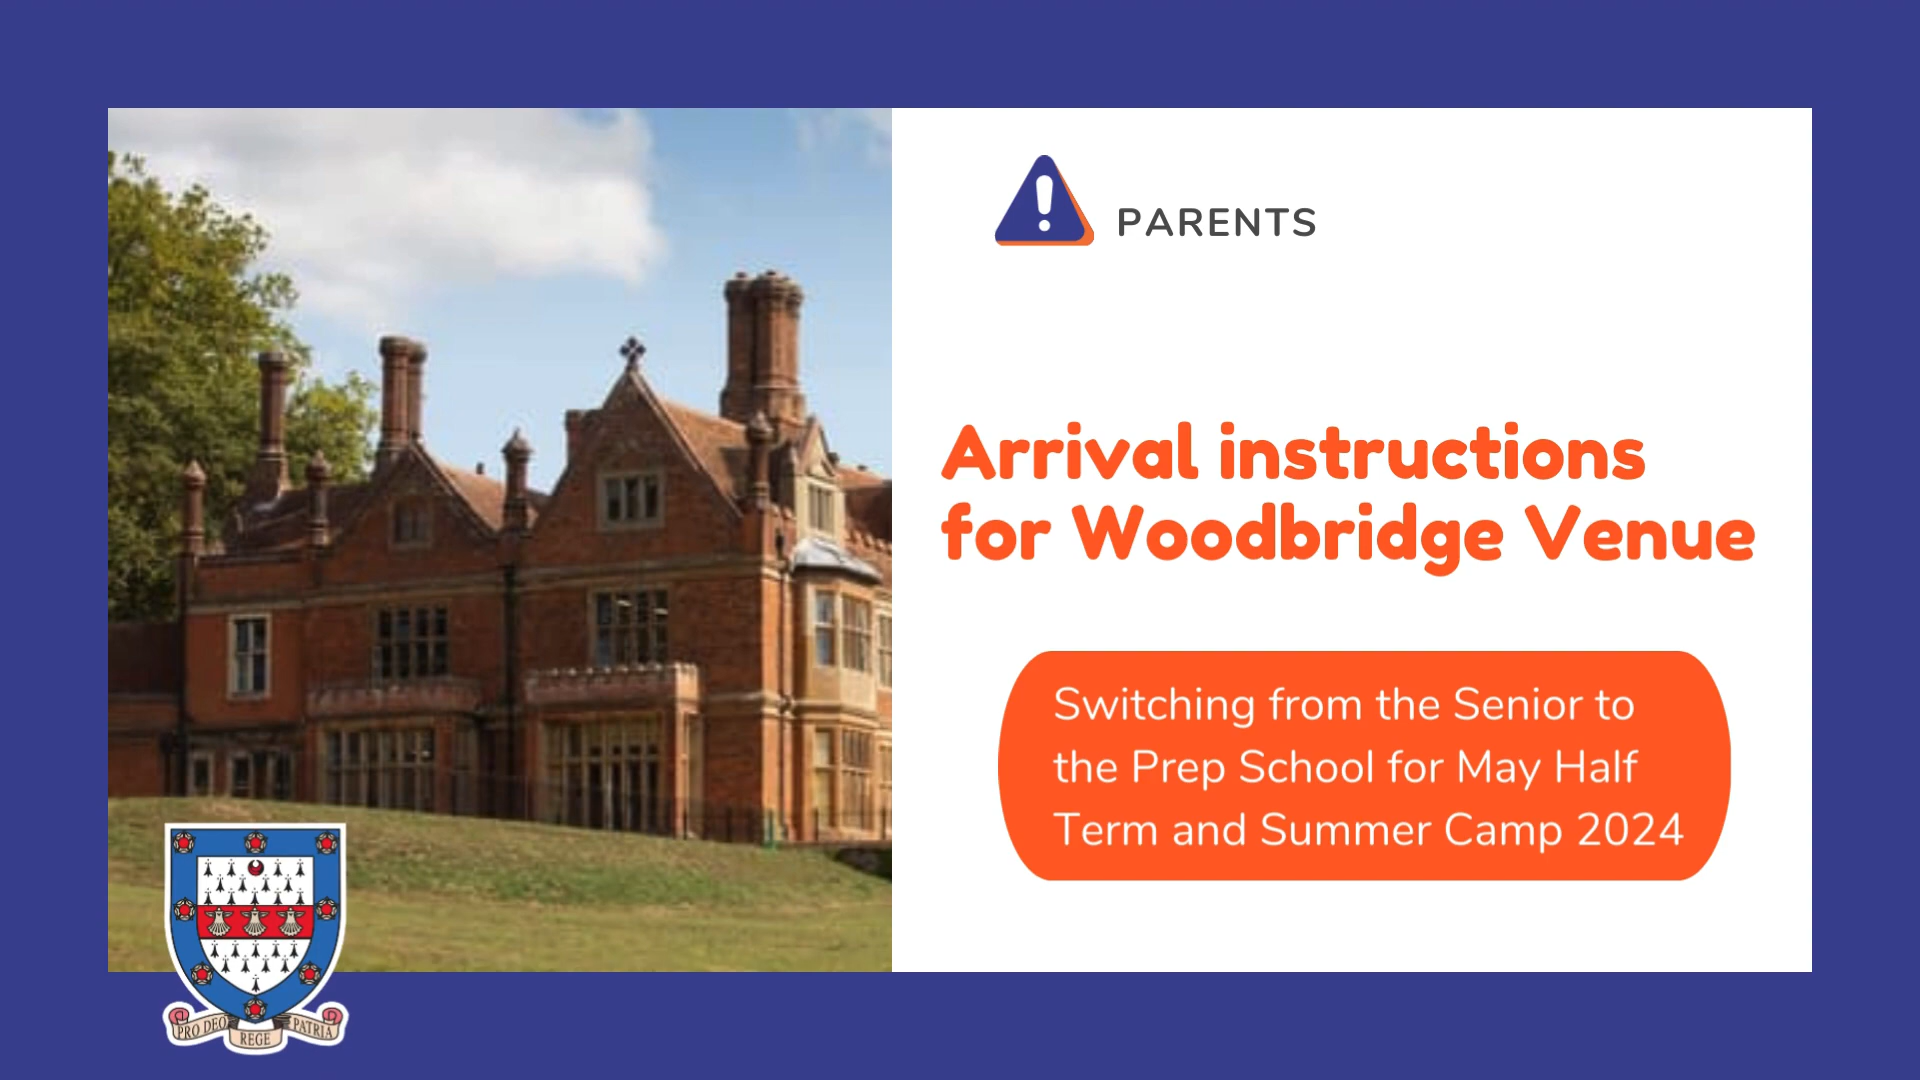 PARENTS
Arrival instructions
for Woodbridge Venue
Switching from the Senior to
the Prep School for May Half
Term and Summer Camp 2024
PRO DEO
REGE
PATRIA